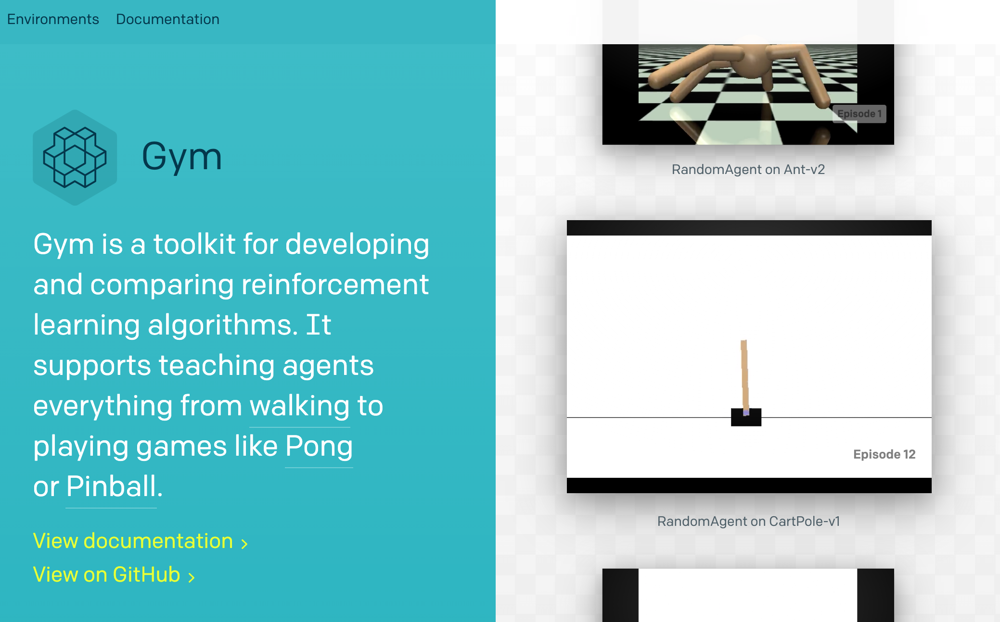 Environments Documentation
Gym
Gym is a toolkit for developing
and comparing reinforcement
learning algorithms. It
supports teaching agents
everything from walking to
playing games like Pong
or Pinball.
View documentation >
View on GitHub >
Episode 1
RandomAgent on Ant-v2
Episode 12
RandomAgent on CartPole-v1